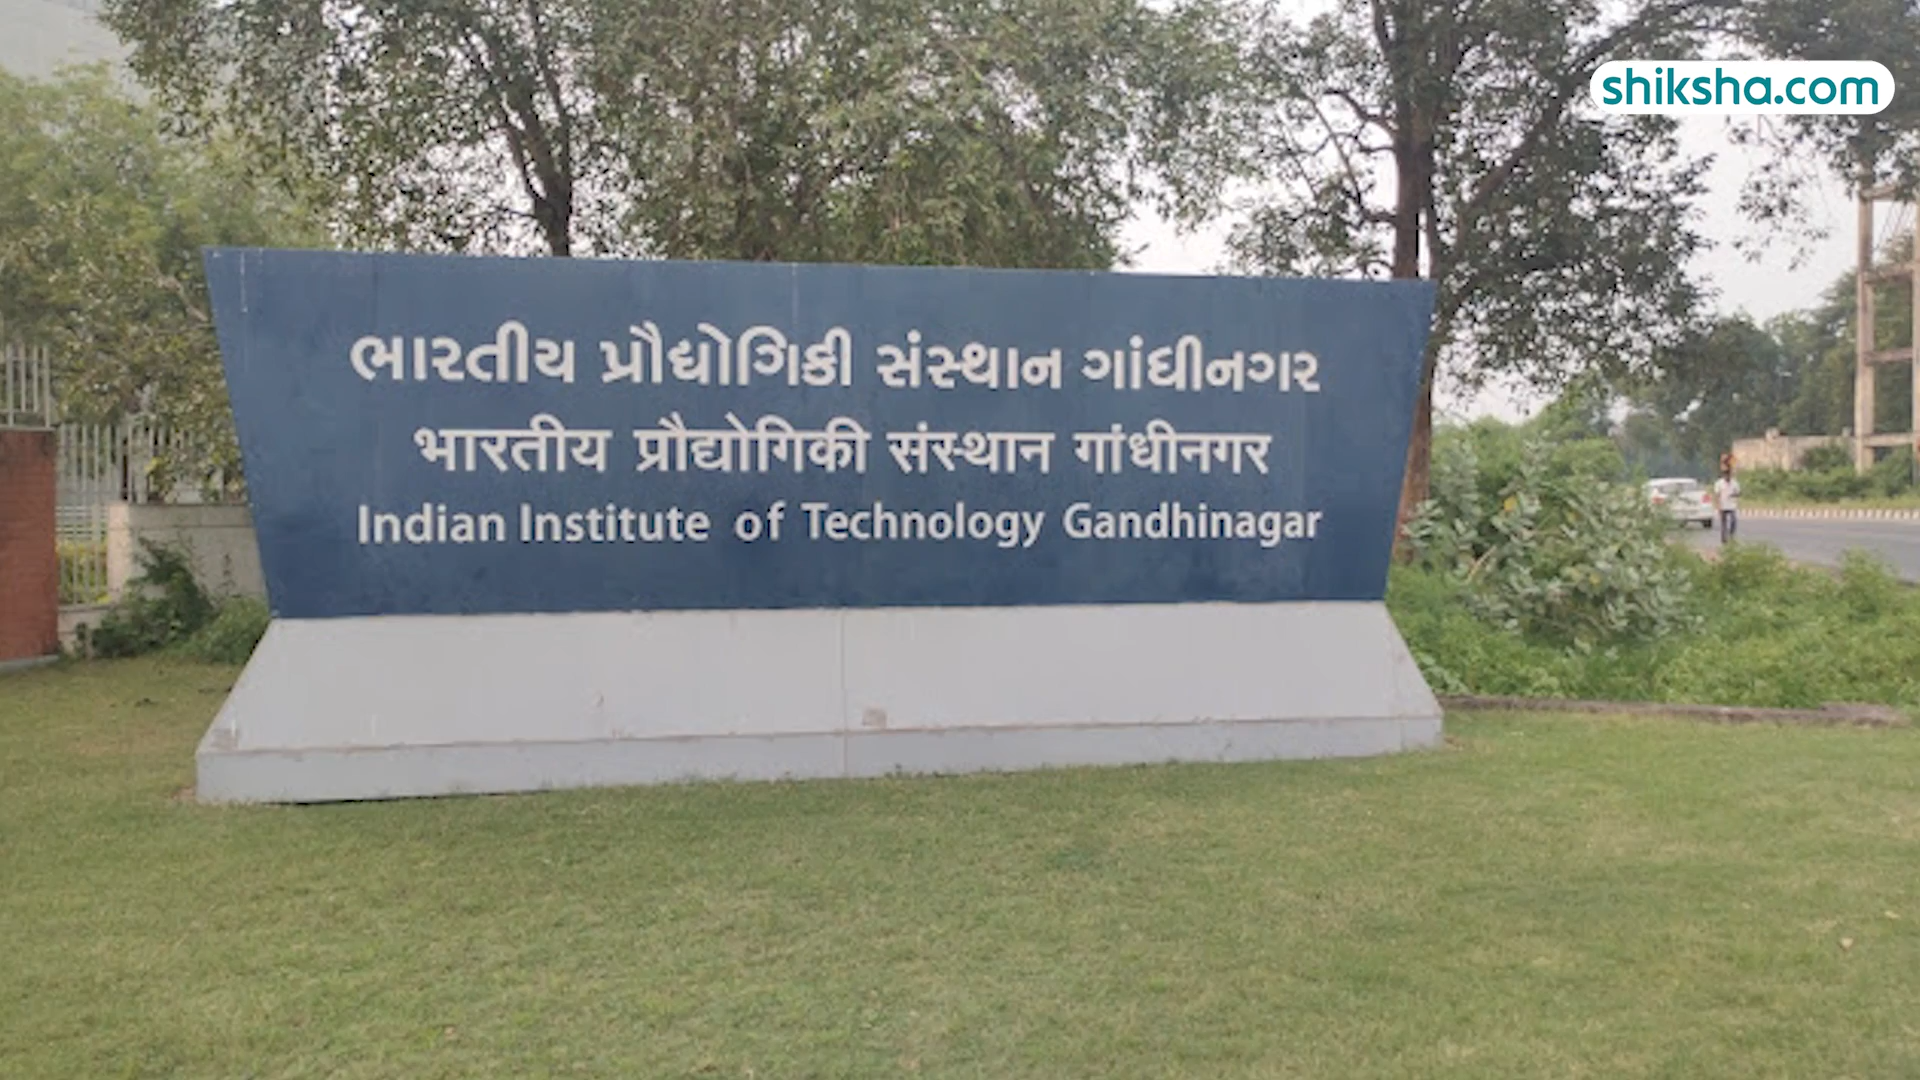 shiksha.com
ભારતીય પ્રૌદ્યોગિકી સંસ્થાન ગાંધીનગર
भारतीय प्रौद्योगिकी संस्थान गांधीनगर
Indian Institute of Technology Gandhinagar